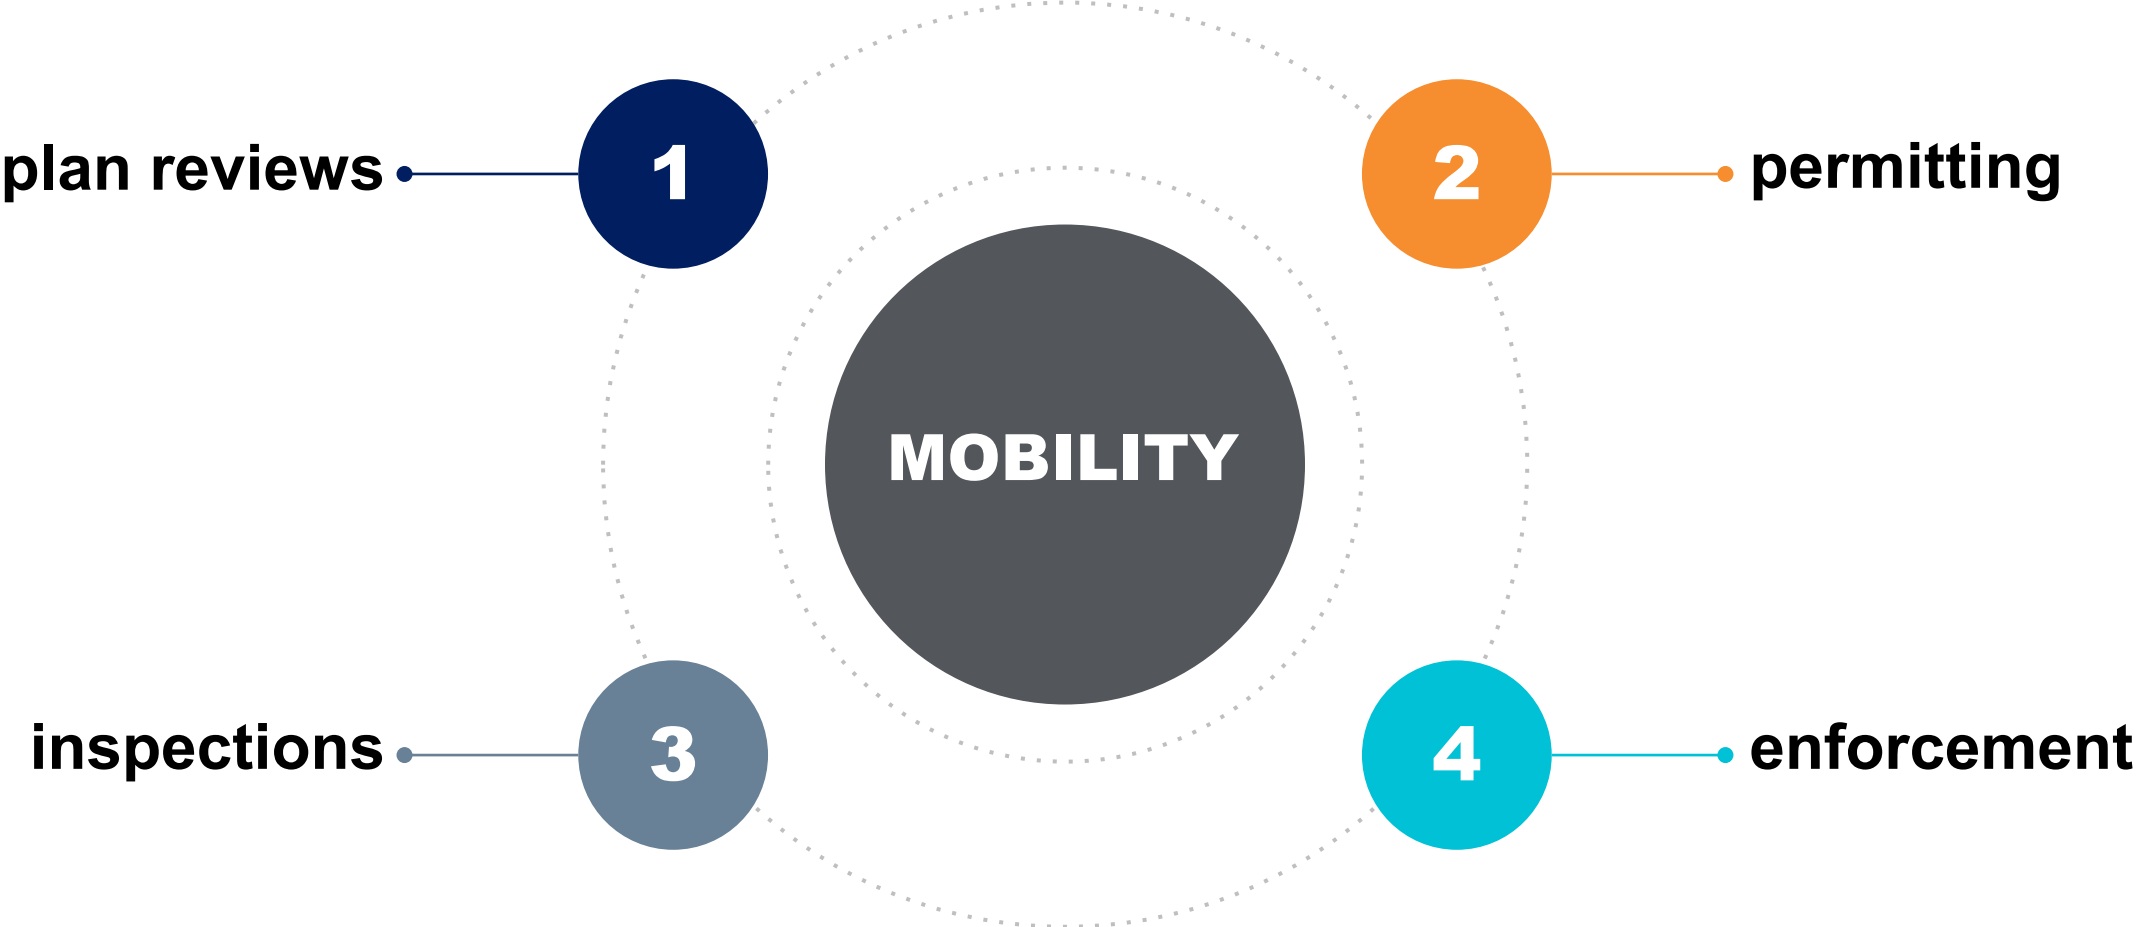 plan reviews
1
2
permitting
MOBILITY
inspections
3
4
enforcement